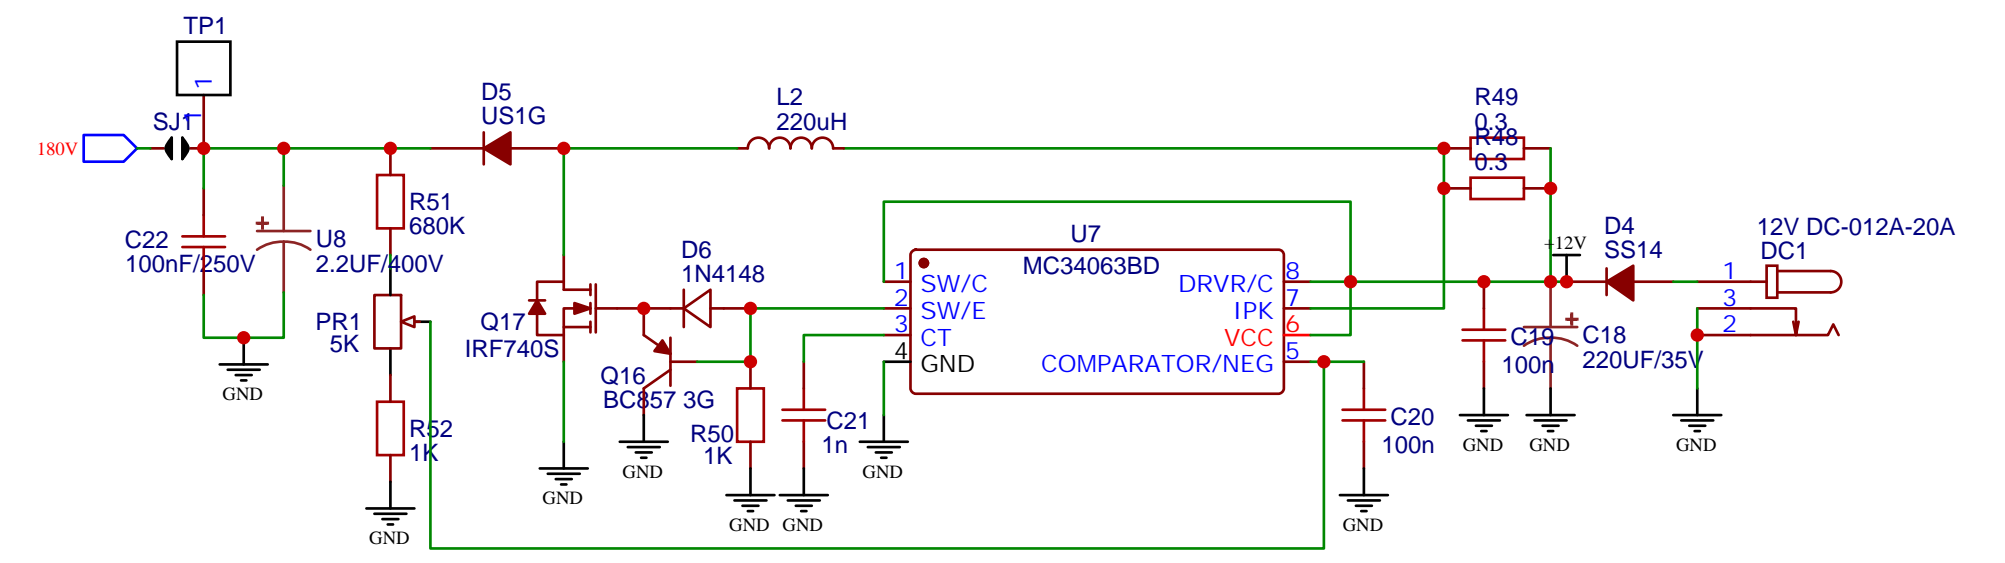 TP1
1
180V
SJ1
1
C22
100nF/250V
+
U8
2.2UF/400V
GND
R51
680K
PR1
5K
R52
1K
GND
D5
US1G
Q17
IRF740S
GND
L2
220uH
D6
1N4148
Q16
BC857 3G
GND
R50
1K
GND
C21
1n
GND
GND
U7
MC34063BD
1 SW/C
2 SW/E
3 CT
4 GND
DRVR/C 8
IPK 7
VCC 6
COMPARATOR/NEG 5
C20
100n
GND
R49
0.3
R48
0.3
+12V
C19
100n
GND
+
C18
220UF/35V
GND
D4
SS14
12V DC-012A-20A
DC1
1
3
2
GND